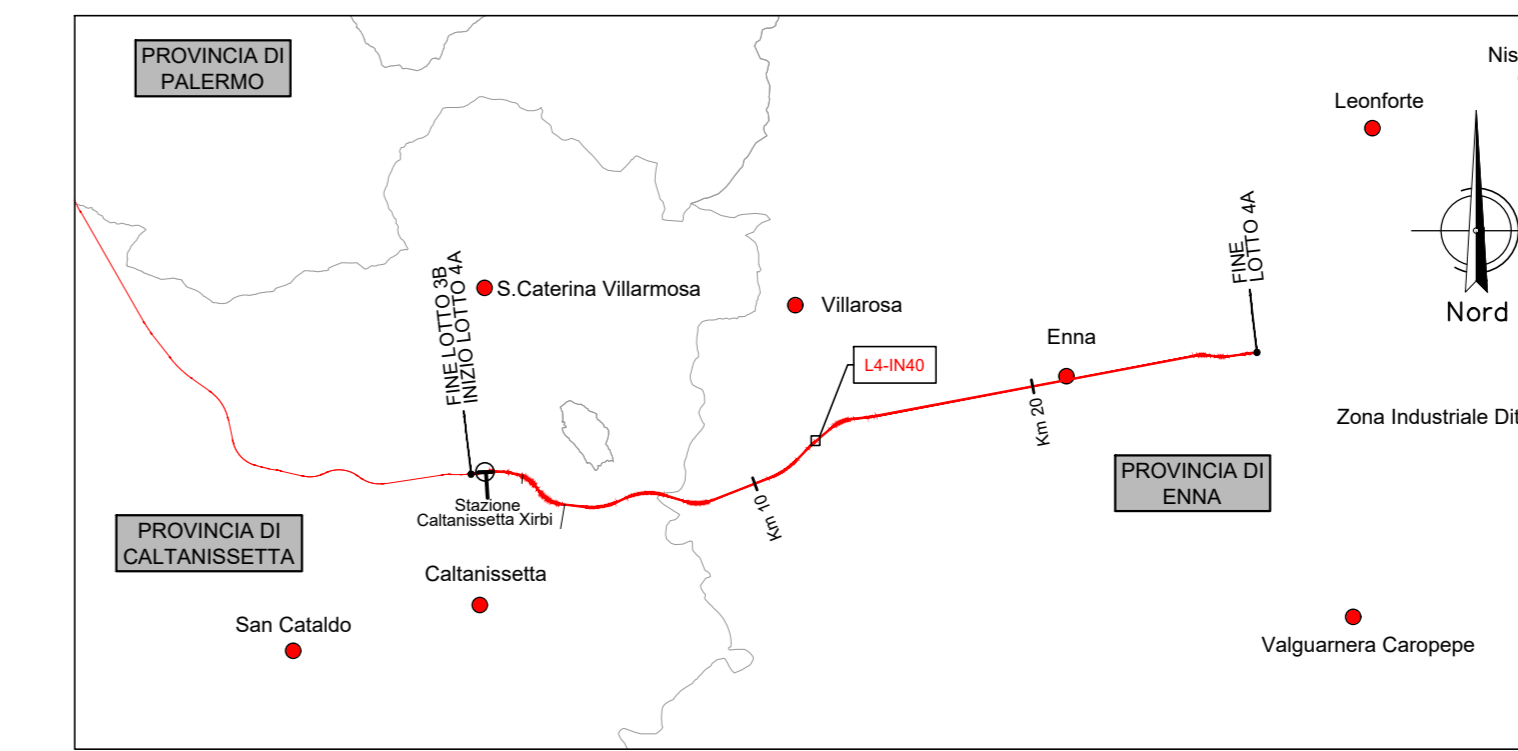 PROVINCIA DI
PALERMO
Nis
Leonforte
Nord
FINE LOTTO 3B
INIZIO LOTTO 4A
S.Caterina Villarmosa
Villarosa
FINE
LOTTO 4A
Enna
L4-IN40
Km 20
Zona Industriale Dit
PROVINCIA DI
ENNA
Km 10
Stazione
Caltanissetta Xirbi
PROVINCIA DI
CALTANISSETTA
Caltanissetta
San Cataldo
Valguarnera Caropepe